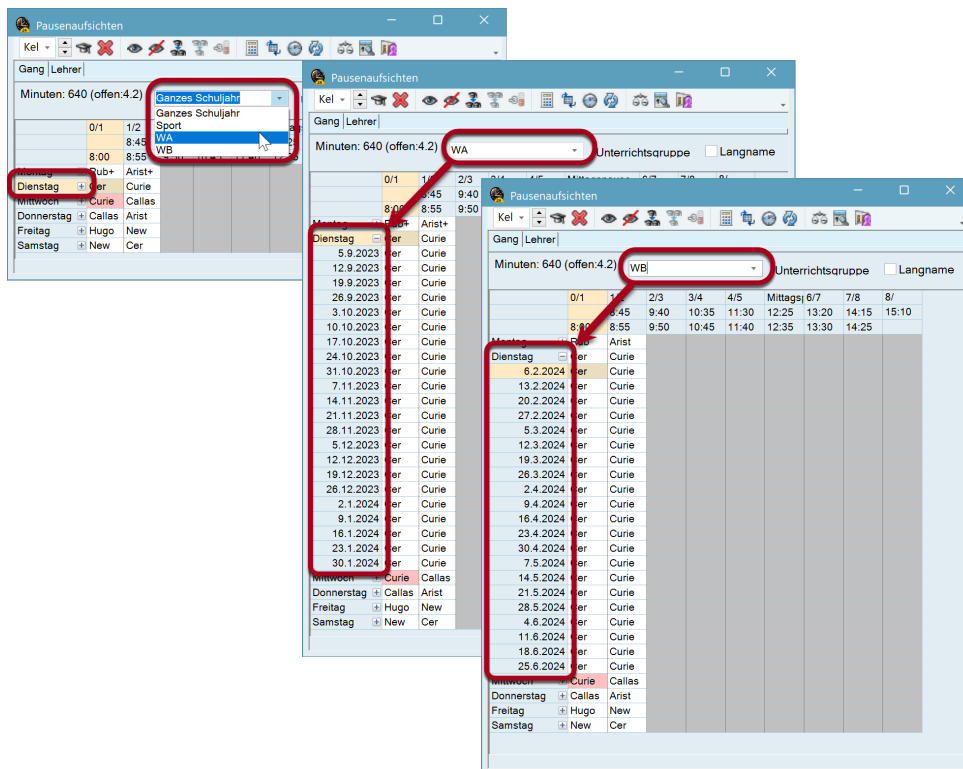 Pausenaufsichten
Kel
Gang Lehrer
Minuten: 640 (offen:4.2) Ganzes Schuljahr
Ganzes Schuljahr
Sport
WA
WB
0/1 1/2
8:45
8:00 8:55
Montag Rub+ Arist+
Dienstag Cer Curie
Mittwoch Curie Callas
Donnerstag Callas Arist
Freitag Hugo New
Samstag New Cer
Pausenaufsichten
Kel
Gang Lehrer
Minuten: 640 (offen:4.2) WA Unterrichtsgruppe Langname
0/1 2/3
8:45 9:40
8:00 8:55 9:50
Montag Rub+ Arist+
Dienstag Cer Curie
5.9.2023 Cer Curie
12.9.2023 Cer Curie
19.9.2023 Cer Curie
26.9.2023 Cer Curie
3.10.2023 Cer Curie
10.10.2023 Cer Curie
17.10.2023 Cer Curie
24.10.2023 Cer Curie
31.10.2023 Cer Curie
7.11.2023 Cer Curie
14.11.2023 Cer Curie
21.11.2023 Cer Curie
28.11.2023 Cer Curie
5.12.2023 Cer Curie
12.12.2023 Cer Curie
19.12.2023 Cer Curie
26.12.2023 Cer Curie
2.1.2024 Cer Curie
9.1.2024 Cer Curie
16.1.2024 Cer Curie
23.1.2024 Cer Curie
30.1.2024 Cer Curie
Mittwoch Curie Callas
Donnerstag Callas Arist
Freitag Hugo New
Samstag New Cer
Pausenaufsichten
Kel
Gang Lehrer
Minuten: 640 (offen:4.2) WB Unterrichtsgruppe Langname
0/1 1/2 2/3 3/4 4/5 Mittags 6/7 7/8 8/
8:45 9:40 10:35 11:30 12:25 13:20 14:15 15:10
8:00 8:55 9:50 10:45 11:40 12:35 13:30 14:25
Montag Rub Arist
Dienstag Cer Curie
6.2.2024 Cer Curie
13.2.2024 Cer Curie
20.2.2024 Cer Curie
27.2.2024 Cer Curie
5.3.2024 Cer Curie
12.3.2024 Cer Curie
19.3.2024 Cer Curie
26.3.2024 Cer Curie
2.4.2024 Cer Curie
9.4.2024 Cer Curie
16.4.2024 Cer Curie
23.4.2024 Cer Curie
30.4.2024 Cer Curie
7.5.2024 Cer Curie
14.5.2024 Cer Curie
21.5.2024 Cer Curie
28.5.2024 Cer Curie
4.6.2024 Cer Curie
11.6.2024 Cer Curie
18.6.2024 Cer Curie
25.6.2024 Cer Curie
Mittwoch Curie Callas
Donnerstag Callas Arist
Freitag Hugo New
Samstag New Cer